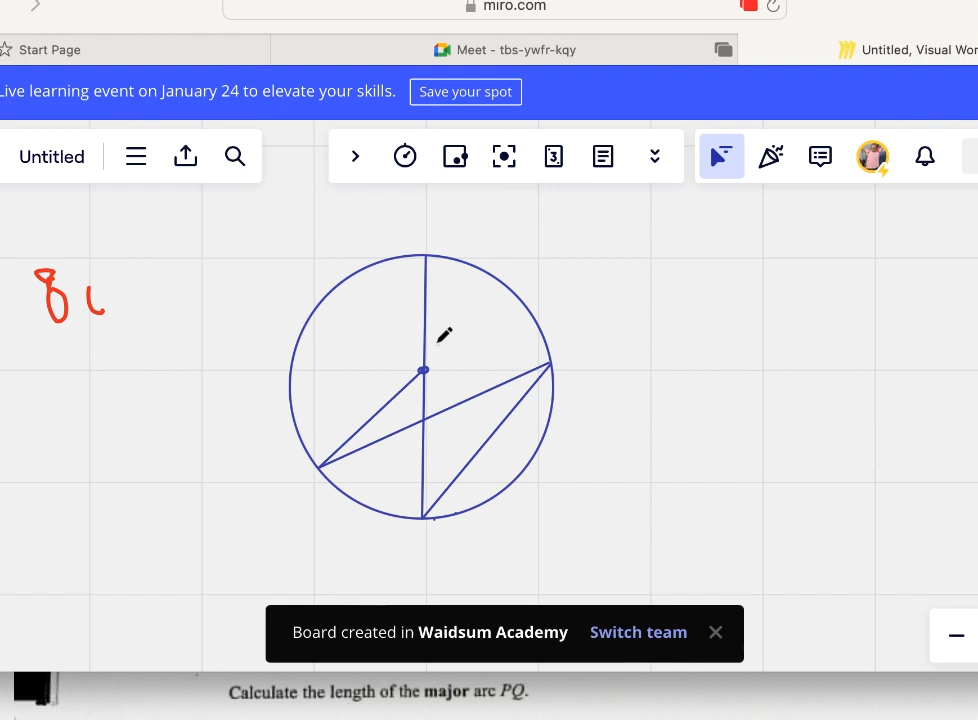 miro.com
Start Page
Meet - tbs-ywfr-kqy
Untitled, Visual Wor
Live learning event on January 24 to elevate your skills.
Save your spot
Untitled
3
8
Board created in Waidsum Academy
Switch team
Calculate the length of the major arc PQ.